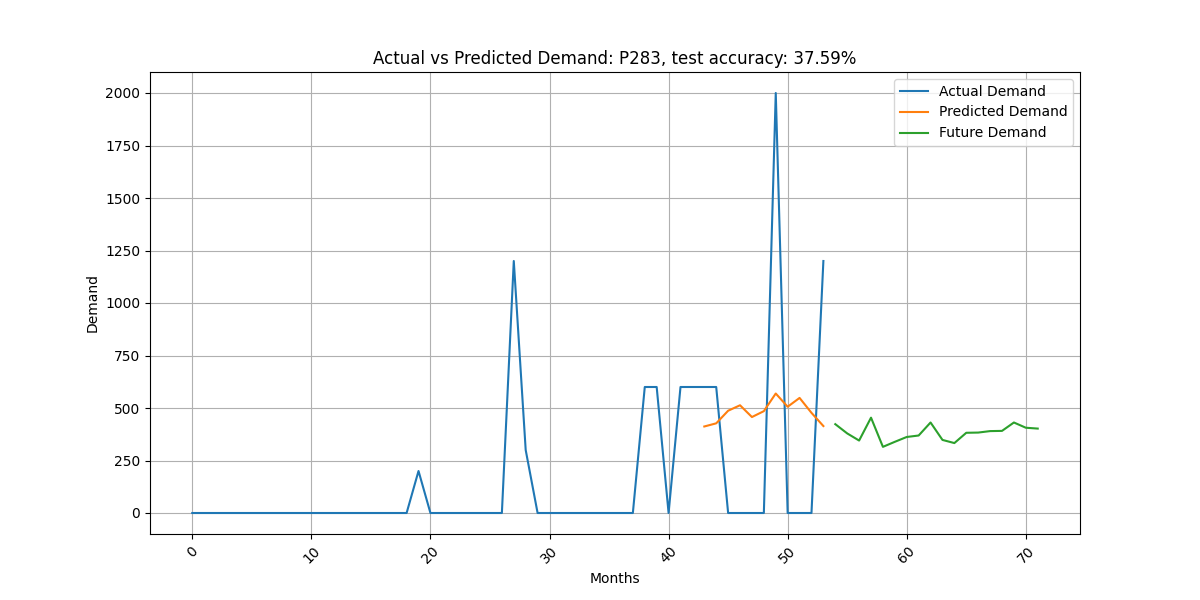 Actual vs Predicted Demand: P283, test accuracy: 37.59%
Actual Demand
Predicted Demand
Future Demand
2000
1750
1500
1250
1000
750
500
250
0
Demand
0 10 20 30 40 50 60 70
Months